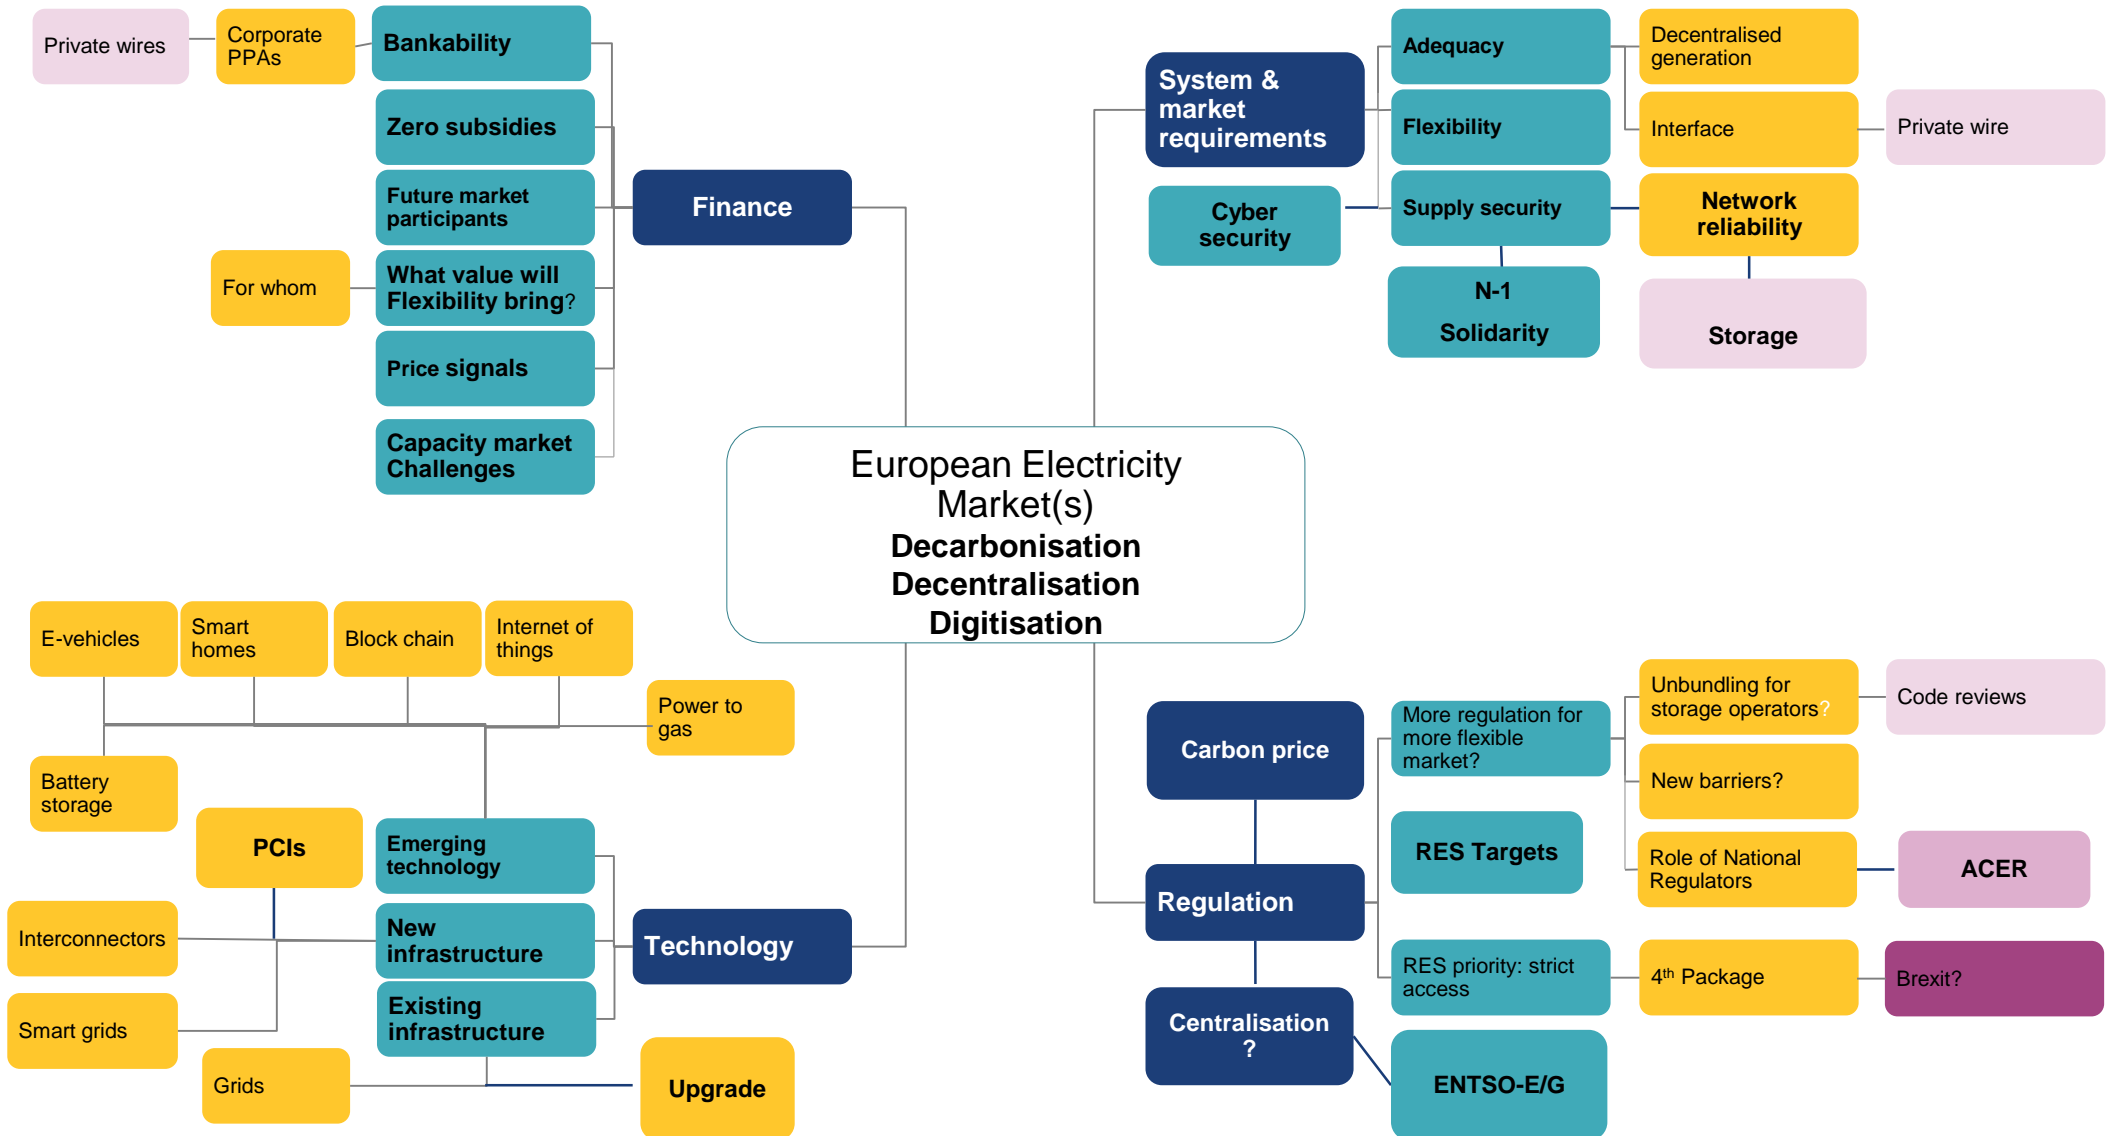 Private wires
Corporate
PPAs
Bankability
Zero subsidies
Future market
participants
For whom
What value will
Flexibility bring?
Price signals
Capacity market
Challenges
Finance
System &
market
requirements
Adequacy
Decentralised
generation
Flexibility
Interface
Private wire
Cyber
security
Supply security
Network
reliability
N-1
Solidarity
Storage
European Electricity
Market(s)
Decarbonisation
Decentralisation
Digitisation
E-vehicles
Smart
homes
Block chain
Internet of
things
Power to
gas
Battery
storage
PCIs
Emerging
technology
Interconnectors
New
infrastructure
Technology
Smart grids
Existing
infrastructure
Grids
Upgrade
Carbon price
More regulation for
more flexible
market?
Unbundling for
storage operators?
Code reviews
New barriers?
RES Targets
Role of National
Regulators
ACER
Regulation
RES priority: strict
access
4th Package
Brexit?
Centralisation
?
ENTSO-E/G